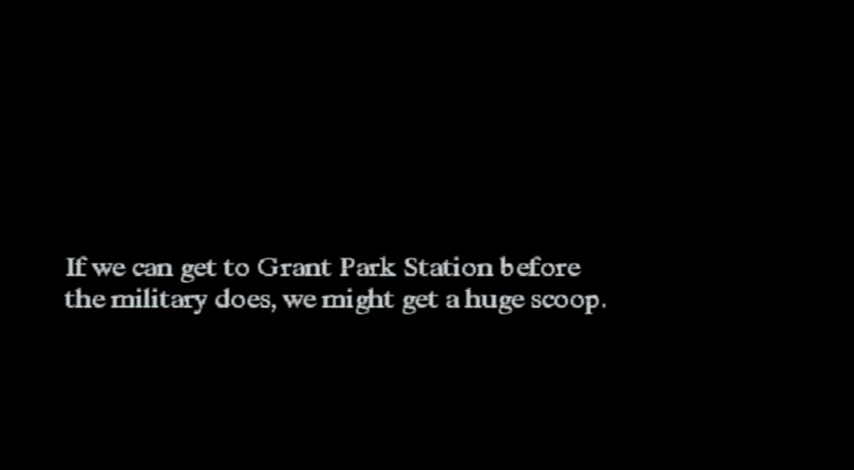 If we can get to Grant Park Station before
the military does, we might get a huge scoop.